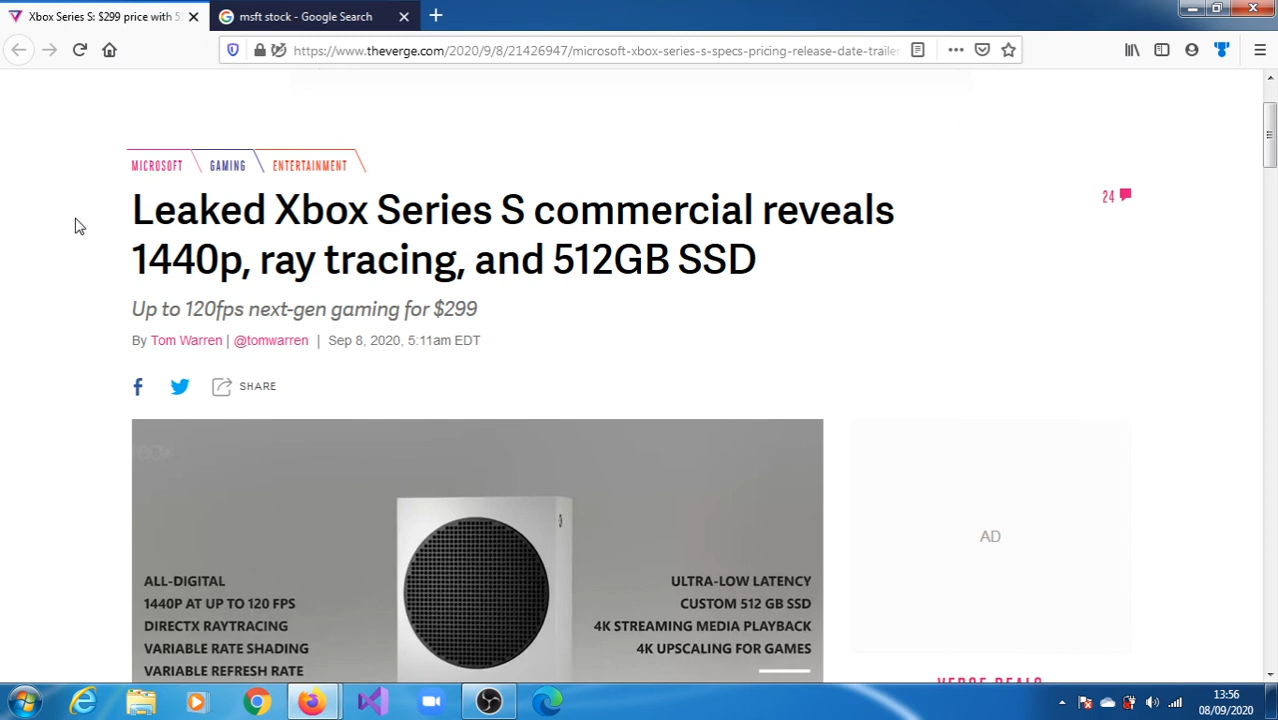 Xbox Series S: $299 price with 5
msft stock - Google Search
https://www.theverge.com/2020/9/8/21426947/microsoft-xbox-series-s-specs-pricing-release-date-trailer
MICROSOFT
GAMING
ENTERTAINMENT
Leaked Xbox Series S commercial reveals
1440p, ray tracing, and 512GB SSD
24
Up to 120fps next-gen gaming for $299
By Tom Warren | @tomwarren | Sep 8, 2020, 5:11am EDT
SHARE
XBOX
ALL-DIGITAL
1440P AT UP TO 120 FPS
DIRECTX RAYTRACING
VARIABLE RATE SHADING
VARIABLE REFRESH RATE
ULTRA-LOW LATENCY
CUSTOM 512 GB SSD
4K STREAMING MEDIA PLAYBACK
4K UPSCALING FOR GAMES
AD
VERGE DEALS
13:56
08/09/2020